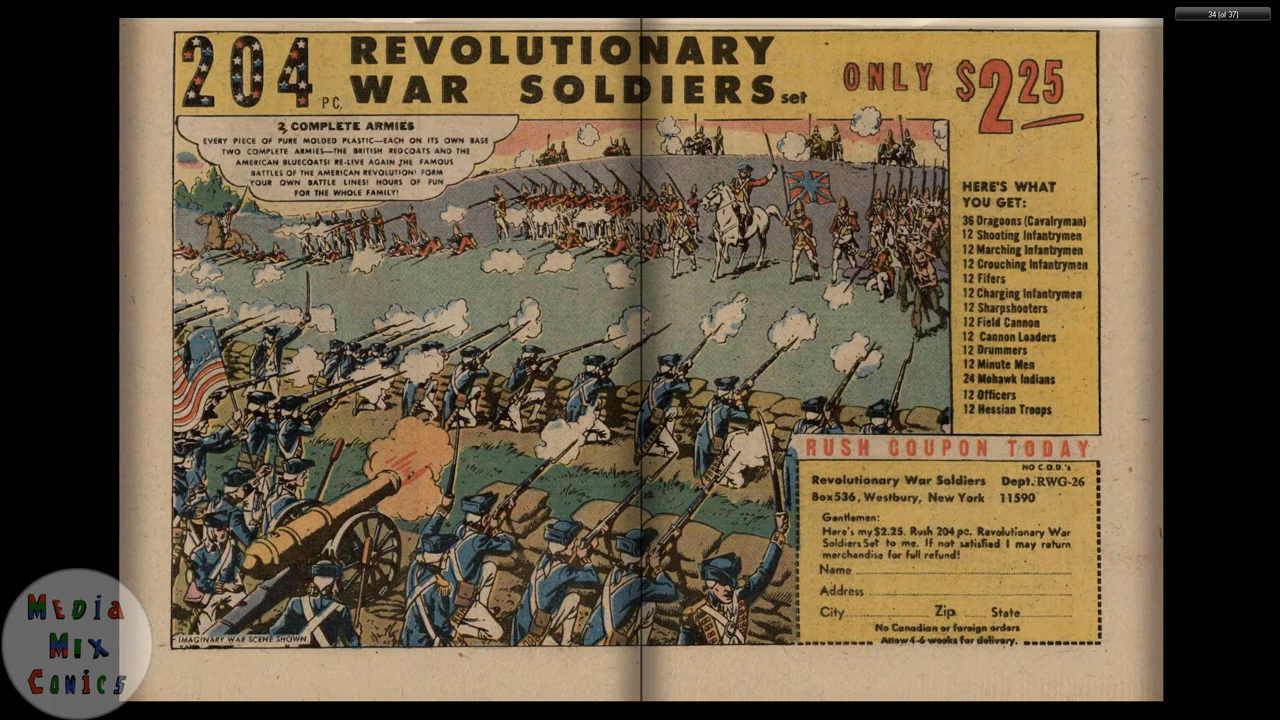 34 (of 37)
204 PC. REVOLUTIONARY
WAR SOLDIERS set
ONLY $2.25
2 COMPLETE ARMIES
EVERY PIECE OF PURE MOLDED PLASTIC—EACH ON ITS OWN BASE
TWO COMPLETE ARMIES—THE BRITISH REDCOATS AND THE
AMERICAN BLUECOATS! RE-LIVE AGAIN THE FAMOUS
BATTLES OF THE AMERICAN REVOLUTION! FORM
YOUR OWN BATTLE LINES! HOURS OF FUN
FOR THE WHOLE FAMILY!
HERE'S WHAT
YOU GET:
36 Dragoons (Cavalryman)
12 Shooting Infantrymen
12 Marching Infantrymen
12 Crouching Infantrymen
12 Fifers
12 Charging Infantrymen
12 Sharpshooters
12 Field Cannon
12 Cannon Leaders
12 Drummers
12 Minute Men
24 Mohawk Indians
12 Officers
12 Hessian Troops
RUSH COUPON TODAY
NO C.O.D.'s
Revolutionary War Soldiers Dept. RWG-26
Box 536, Westbury, New York 11590
Gentlemen:
Here's my $2.25. Rush 204 pc. Revolutionary War
Soldiers Set to me. If not satisfied I may return
merchandise for full refund!
Name
Address
City Zip State
No Canadian or foreign orders
Allow 4-6 weeks for delivery.
IMAGINARY WAR SCENE SHOWN
MEDIA
MIX
COMICS